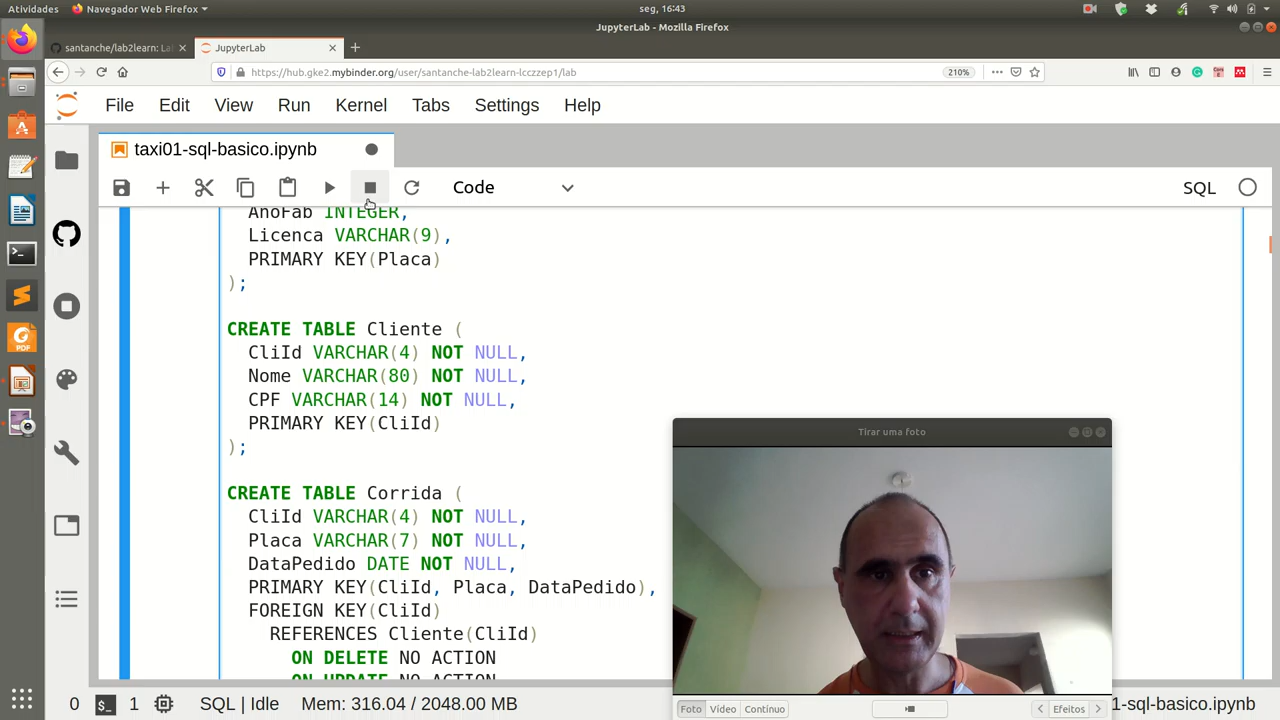 Atividades
Navegador Web Firefox
seg, 16:43
JupyterLab - Mozilla Firefox
santanche/lab2learn: La
JupyterLab
https://hub.gke2.mybinder.org/user/santanche-lab2learn-lcczzep1/lab
210%
File Edit View Run Kernel Tabs Settings Help
taxi01-sql-basico.ipynb
Code
SQL
AnoFab INTEGER,
Licenca VARCHAR(9),
PRIMARY KEY(Placa)
);
CREATE TABLE Cliente (
CliId VARCHAR(4) NOT NULL,
Nome VARCHAR(80) NOT NULL,
CPF VARCHAR(14) NOT NULL,
PRIMARY KEY(CliId)
);
CREATE TABLE Corrida (
CliId VARCHAR(4) NOT NULL,
Placa VARCHAR(7) NOT NULL,
DataPedido DATE NOT NULL,
PRIMARY KEY(CliId, Placa, DataPedido),
FOREIGN KEY(CliId)
REFERENCES Cliente(CliId)
ON DELETE NO ACTION
ON UPDATE NO ACTION
Tirar uma foto
Foto Vídeo Contínuo
Efeitos
0
1
SQL | Idle
Mem: 316.04 / 2048.00 MB
1-sql-basico.ipynb
PDF